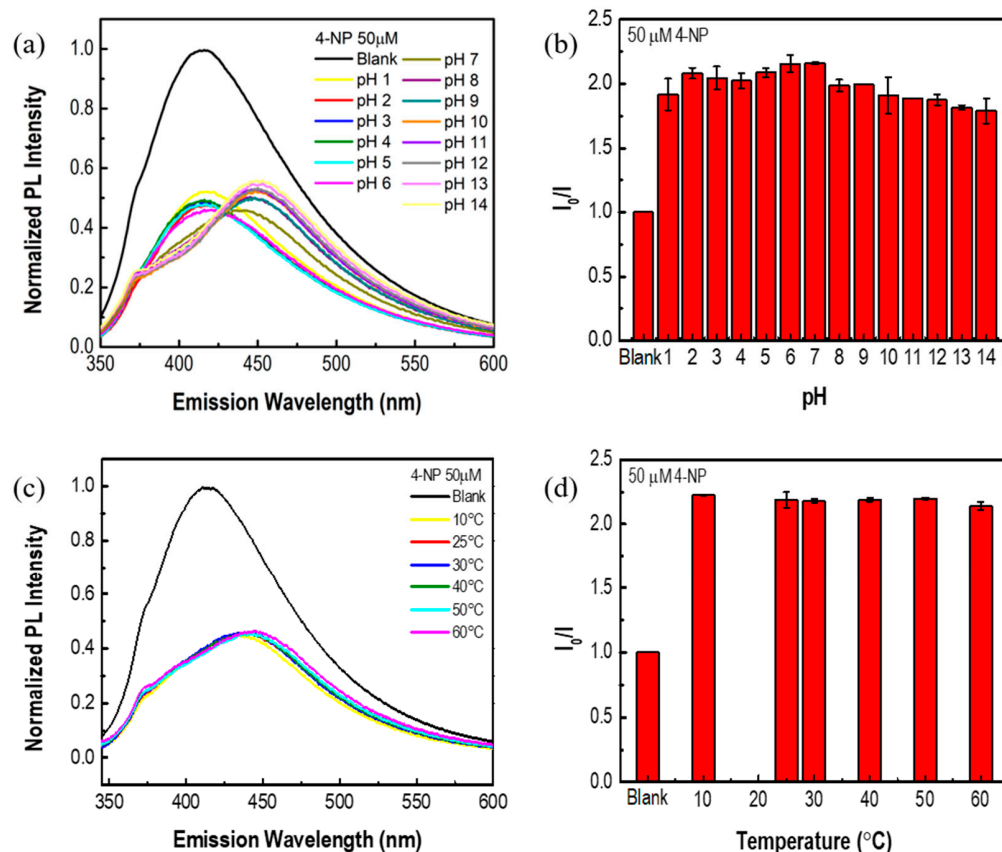 (a)
4-NP 50μM
Blank
pH 1
pH 2
pH 3
pH 4
pH 5
pH 6
pH 7
pH 8
pH 9
pH 10
pH 11
pH 12
pH 13
pH 14
Normalized PL Intensity
1.0
0.8
0.6
0.4
0.2
0.0
350 400 450 500 550 600
Emission Wavelength (nm)
(b)
50 μM 4-NP
I₀/I
2.5
2.0
1.5
1.0
0.5
0.0
Blank 1 2 3 4 5 6 7 8 9 10 11 12 13 14
pH
(c)
4-NP 50μM
Blank
10°C
25°C
30°C
40°C
50°C
60°C
Normalized PL Intensity
1.0
0.8
0.6
0.4
0.2
0.0
350 400 450 500 550 600
Emission Wavelength (nm)
(d)
50 μM 4-NP
I₀/I
2.5
2.0
1.5
1.0
0.5
0.0
Blank 10 20 30 40 50 60
Temperature (°C)